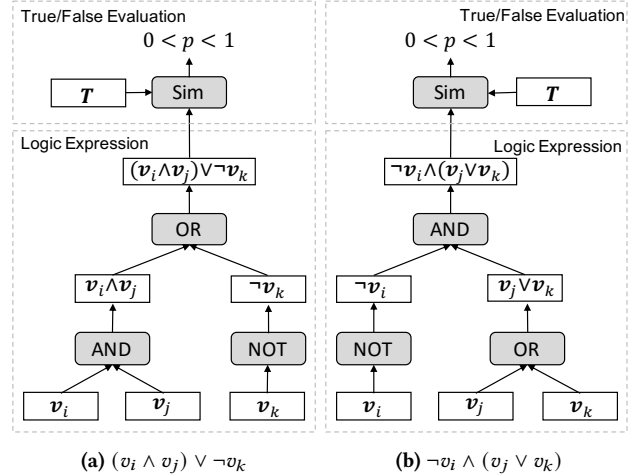 True/False Evaluation
0 < p < 1
T
Sim
Logic Expression
(v_i∧v_j)∨¬v_k
OR
v_i∧v_j
¬v_k
AND
NOT
v_i
v_j
v_k
(a) (v_i ∧ v_j) ∨ ¬v_k
True/False Evaluation
0 < p < 1
Sim
T
Logic Expression
¬v_i∧(v_j∨v_k)
AND
¬v_i
v_j∨v_k
NOT
OR
v_i
v_j
v_k
(b) ¬v_i ∧ (v_j ∨ v_k)